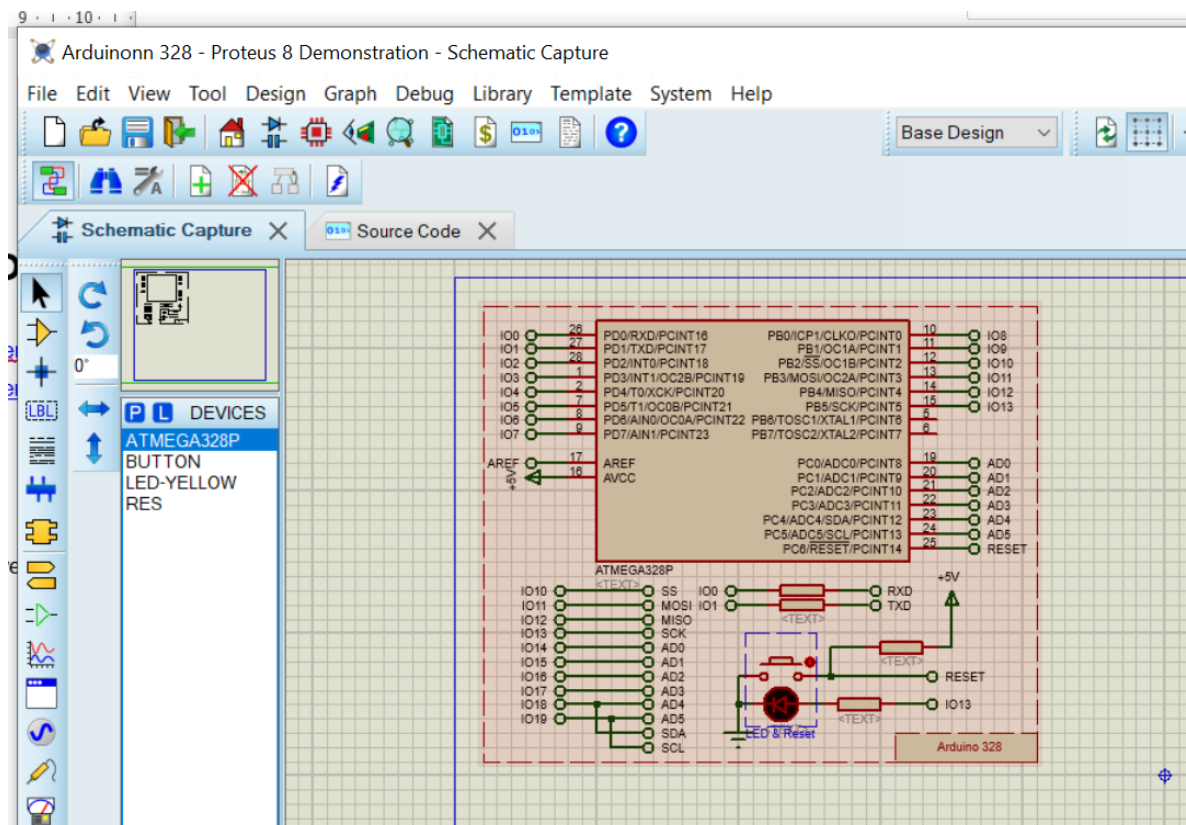 9 · ı · 10 · ı ·
Arduinonn 328 - Proteus 8 Demonstration - Schematic Capture
File Edit View Tool Design Graph Debug Library Template System Help
Base Design
Schematic Capture
Source Code
0°
LBL
P L DEVICES
ATMEGA328P
BUTTON
LED-YELLOW
RES
IO0 26 PD0/RXD/PCINT16 PB0/ICP1/CLKO/PCINT0 10 IO8
IO1 27 PD1/TXD/PCINT17 PB1/OC1A/PCINT1 11 IO9
IO2 28 PD2/INT0/PCINT18 PB2/SS/OC1B/PCINT2 12 IO10
IO3 1 PD3/INT1/OC2B/PCINT19 PB3/MOSI/OC2A/PCINT3 13 IO11
IO4 2 PD4/T0/XCK/PCINT20 PB4/MISO/PCINT4 14 IO12
IO5 7 PD5/T1/OC0B/PCINT21 PB5/SCK/PCINT5 15 IO13
IO6 8 PD6/AIN0/OC0A/PCINT22 PB6/TOSC1/XTAL1/PCINT6 5
IO7 9 PD7/AIN1/PCINT23 PB7/TOSC2/XTAL2/PCINT7 6
AREF 17 AREF PC0/ADC0/PCINT8 19 AD0
+5V 16 AVCC PC1/ADC1/PCINT9 20 AD1
PC2/ADC2/PCINT10 21 AD2
PC3/ADC3/PCINT11 22 AD3
PC4/ADC4/SDA/PCINT12 23 AD4
PC5/ADC5/SCL/PCINT13 24 AD5
PC6/RESET/PCINT14 25 RESET
ATMEGA328P
<TEXT>
+5V
IO10 SS IO0 RXD
IO11 MOSI IO1 TXD
IO12 MISO <TEXT>
IO13 SCK
IO14 AD0
IO15 AD1 <TEXT>
IO16 AD2 RESET
IO17 AD3
IO18 AD4 IO13
IO19 AD5 <TEXT>
SDA LED & Reset
SCL Arduino 328